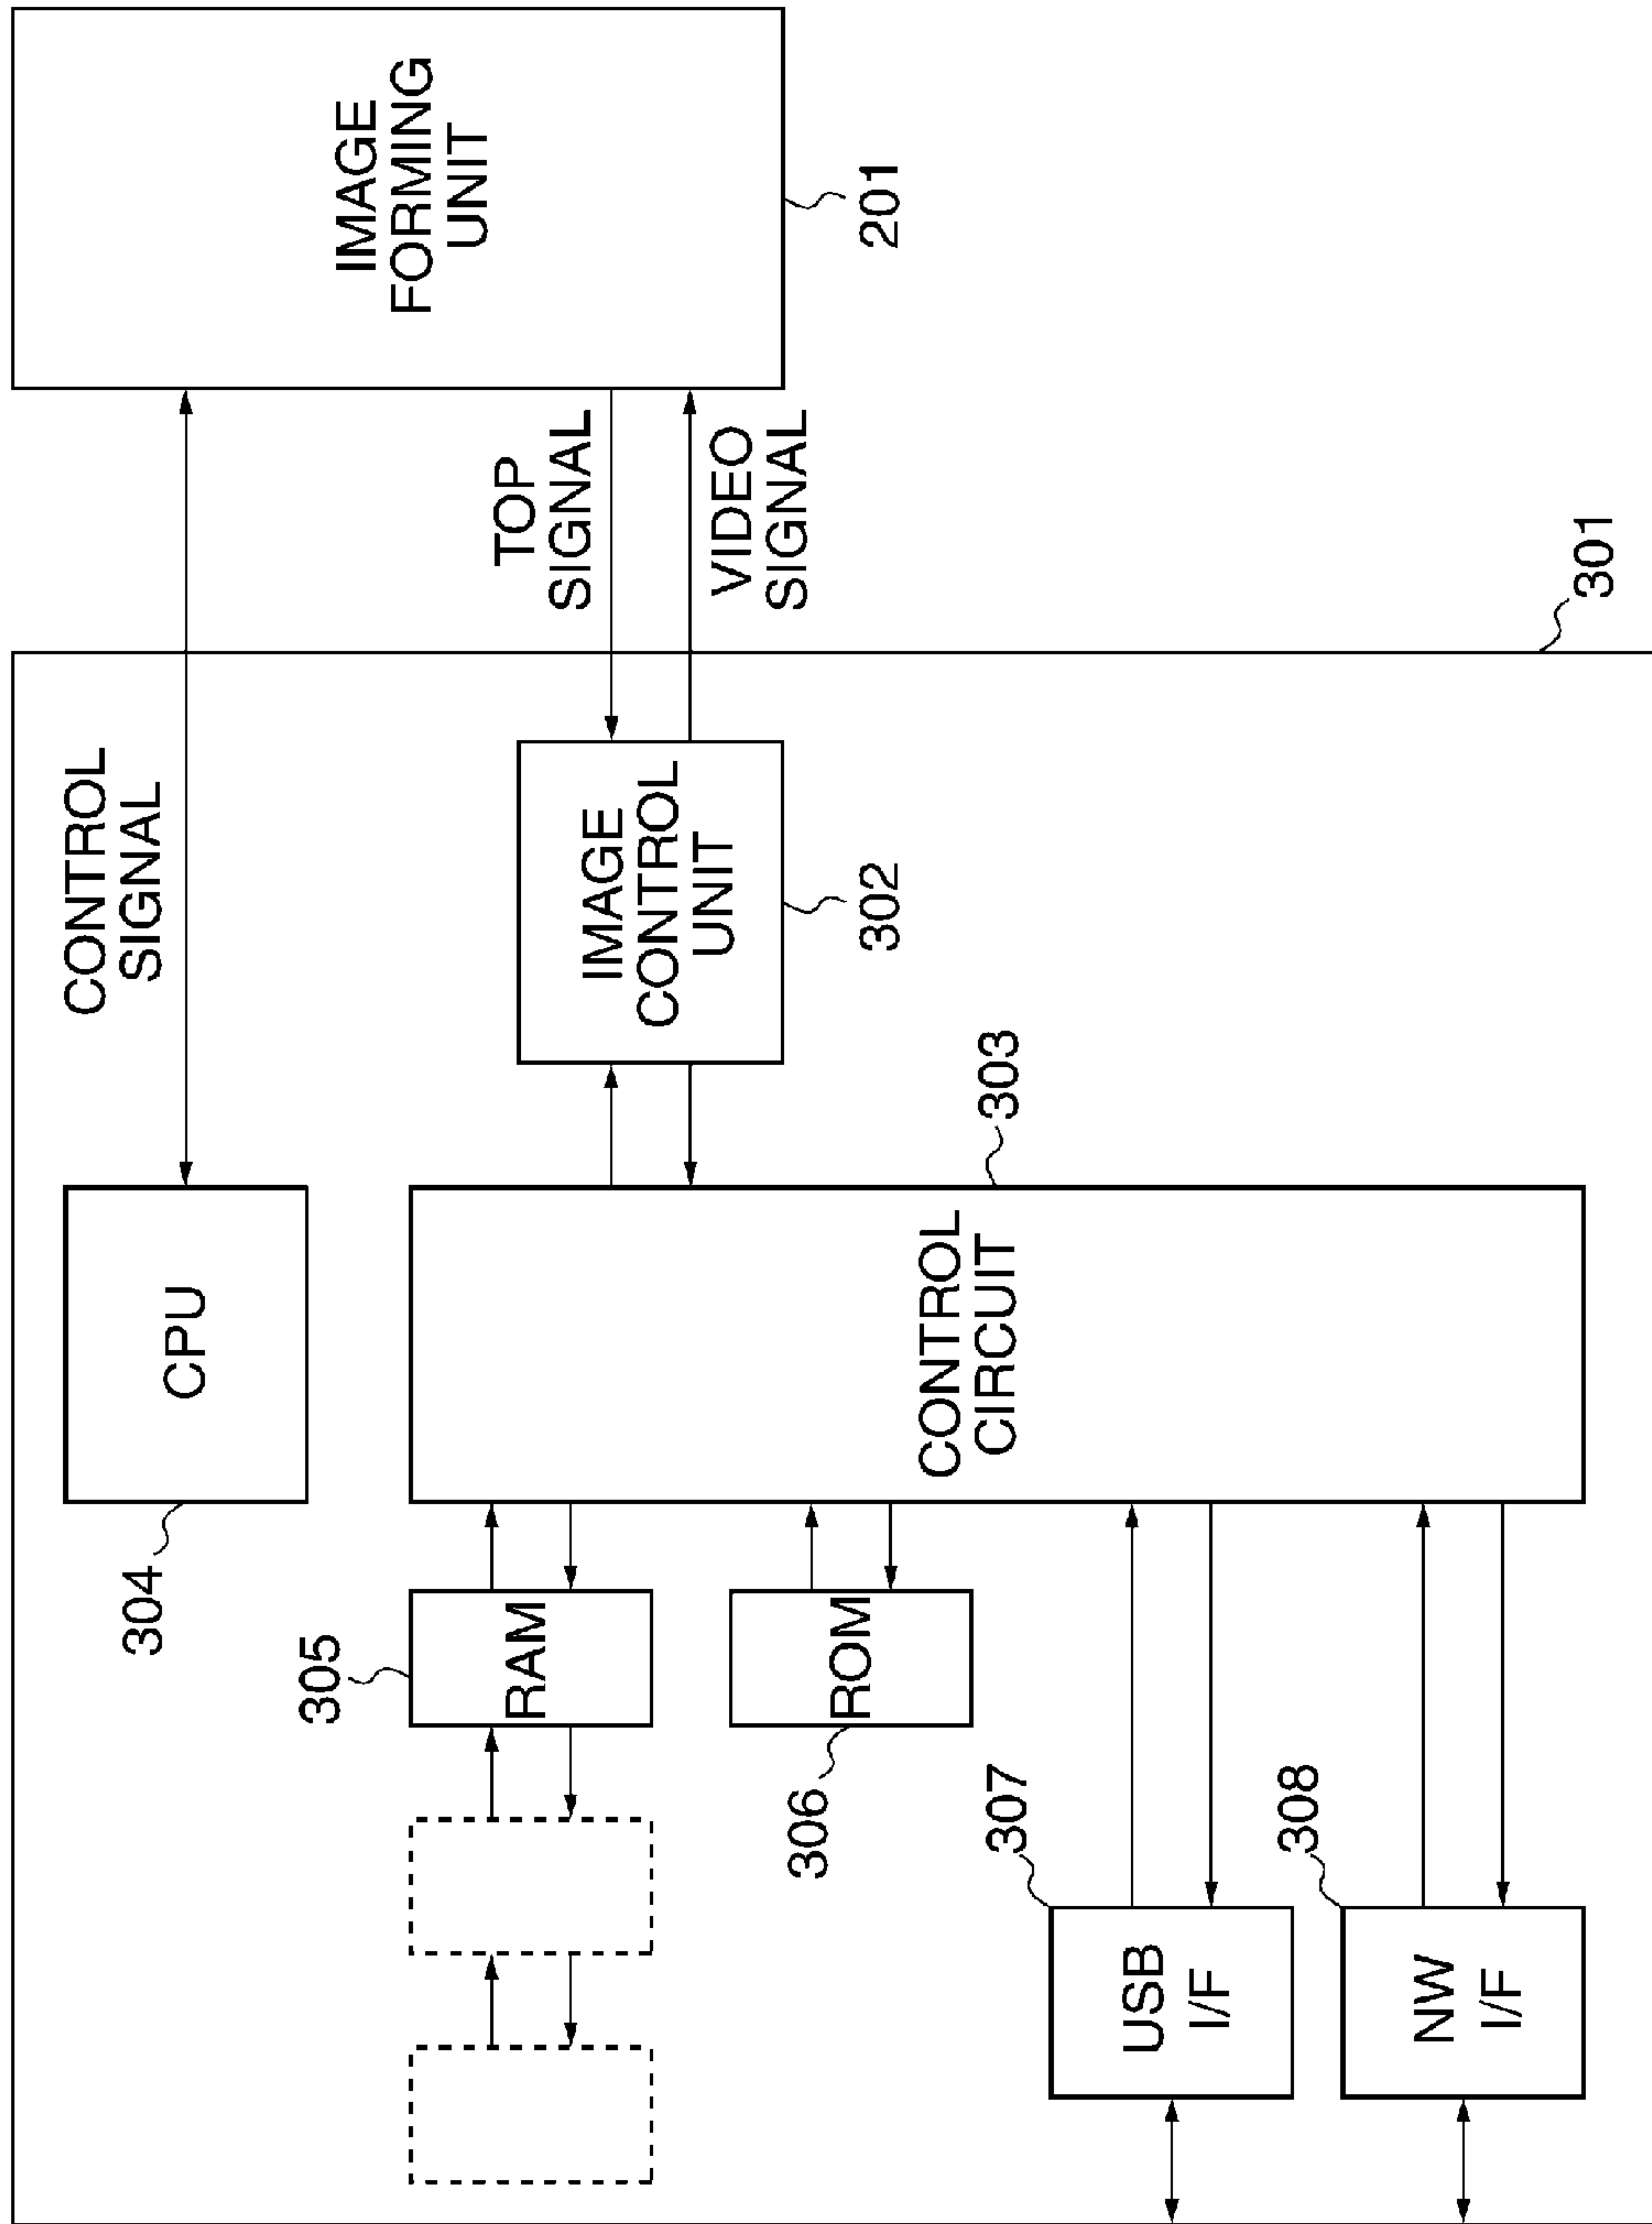 CONTROL
SIGNAL
IMAGE
FORMING
UNIT
201
TOP
SIGNAL
VIDEO
SIGNAL
301
CPU
304
IMAGE
CONTROL
UNIT
302
303
CONTROL
CIRCUIT
305
RAM
ROM
306
307
USB
I/F
308
NW
I/F